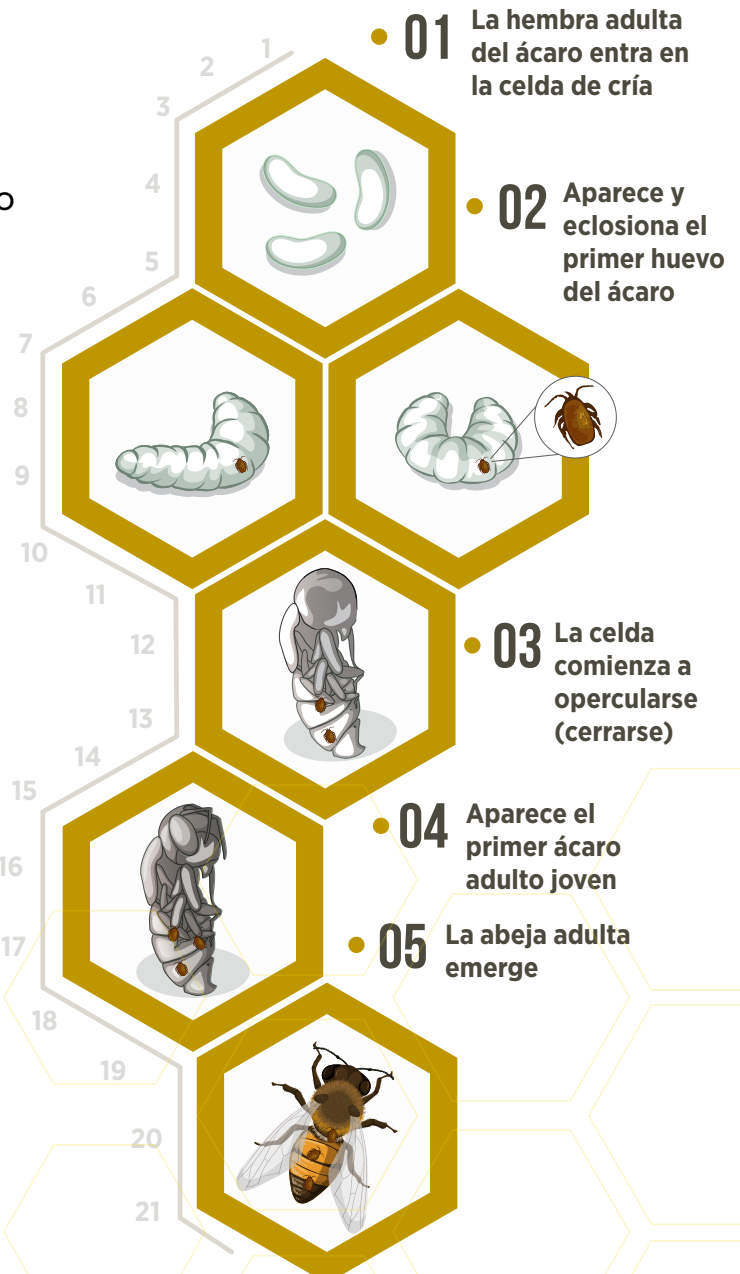 01 La hembra adulta
del ácaro entra en
la celda de cría
o
02 Aparece y
eclosiona el
primer huevo
del ácaro
03 La celda
comienza a
opercularse
(cerrarse)
04 Aparece el
primer ácaro
adulto joven
05 La abeja adulta
emerge
1
2
3
4
5
6
7
8
9
10
11
12
13
14
15
16
17
18
19
20
21